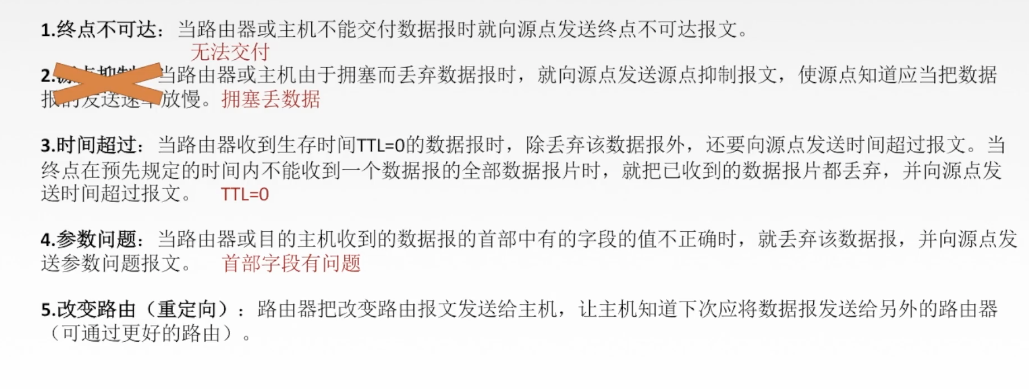 1.终点不可达：当路由器或主机不能交付数据报时就向源点发送终点不可达报文。
无法交付
2.源点抑制：当路由器或主机由于拥塞而丢弃数据报时，就向源点发送源点抑制报文，使源点知道应当把数据
报的发送速率放慢。拥塞丢数据
3.时间超过：当路由器收到生存时间TTL=0的数据报时，除丢弃该数据报外，还要向源点发送时间超过报文。当
终点在预先规定的时间内不能收到一个数据报的全部数据报片时，就把已收到的数据报片都丢弃，并向源点发
送时间超过报文。 TTL=0
4.参数问题：当路由器或目的主机收到的数据报的首部中有的字段的值不正确时，就丢弃该数据报，并向源点发
送参数问题报文。 首部字段有问题
5.改变路由（重定向）：路由器把改变路由报文发送给主机，让主机知道下次应将数据报发送给另外的路由器
（可通过更好的路由）。